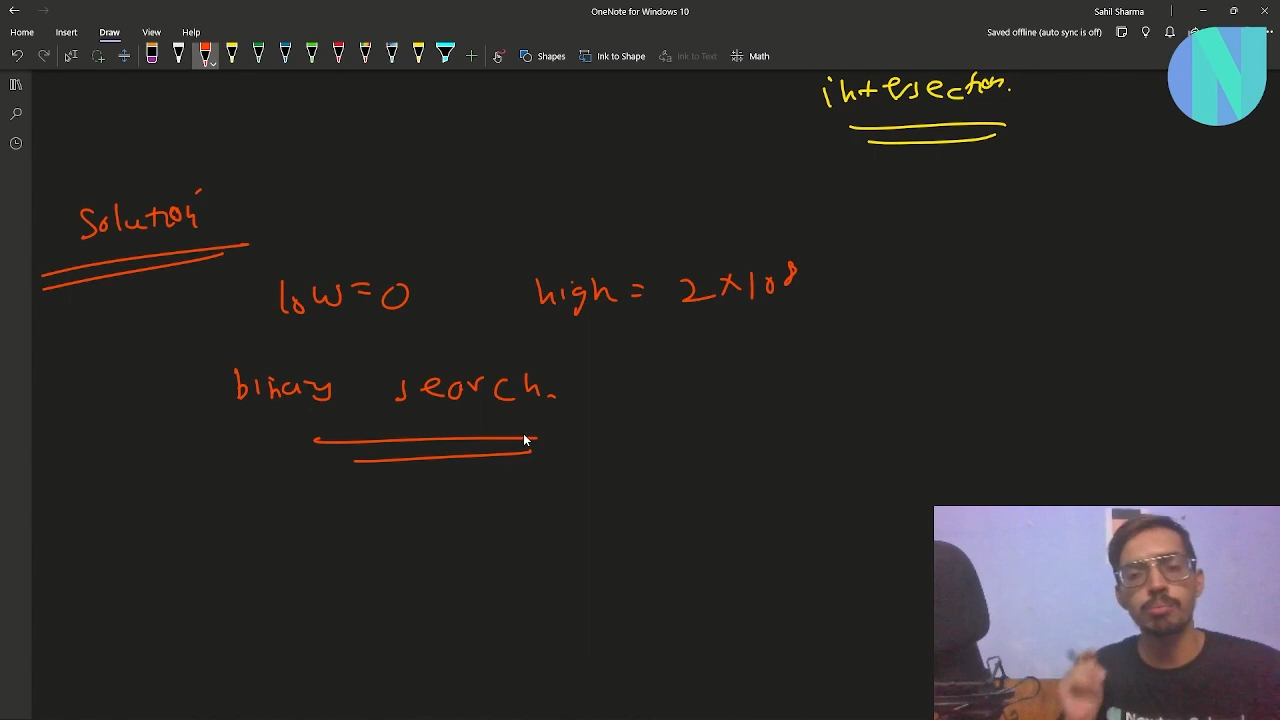 OneNote for Windows 10
Sahil Sharma
Home Insert Draw View Help
Saved offline (auto sync is off)
Shapes Ink to Shape Ink to Text Math
intersection.
Solution
low = 0 high = 2 × 10⁸
binary search.